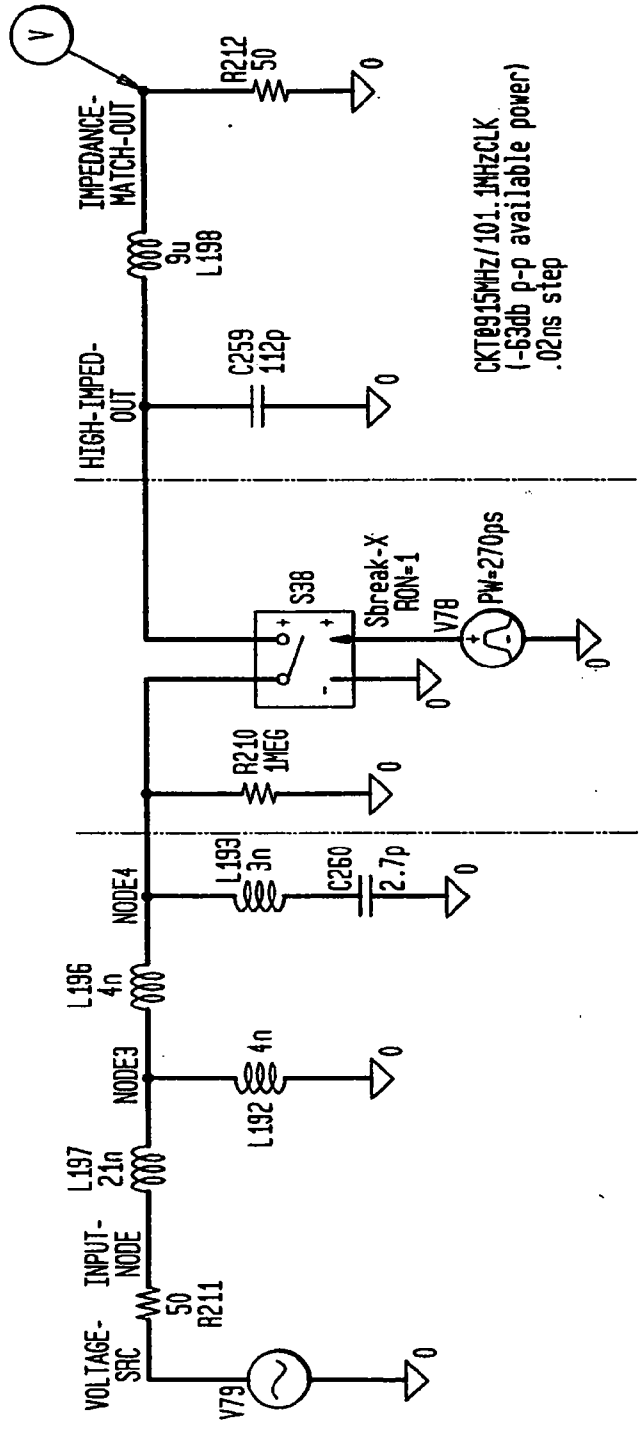 VOLTAGE-
SRC
V79
0
50
R211
INPUT-
NODE
L197
21n
NODE3
L192
4n
0
L196
4n
NODE4
L193
3n
C260
2.7p
0
R210
1MEG
0
S38
+
+
-
0
Sbreak-X
RON=1
V78
+
-
PW=270ps
0
HIGH-IMPED-
OUT
C259
112p
0
9u
L198
IMPEDANCE-
MATCH-OUT
V
R212
50
0
CKT@915MHz/101.1MHzCLK
(-63db p-p available power)
.02ns step